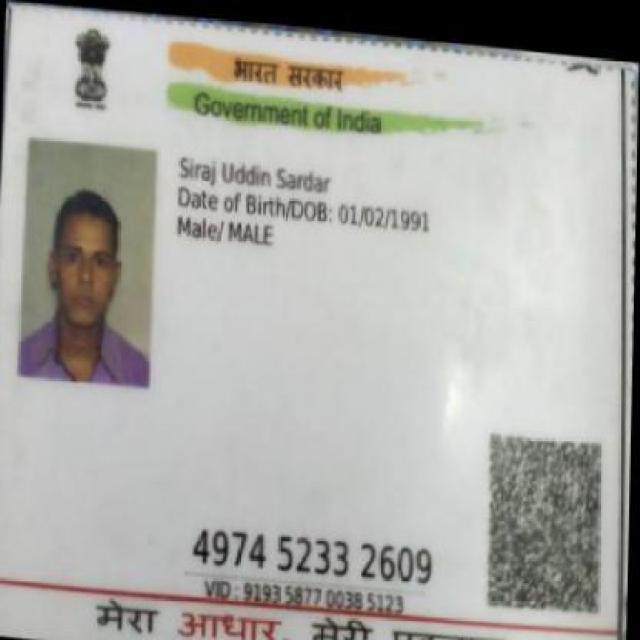 भारत सरकार
Government of India
Siraj Uddin Sardar
Date of Birth/DOB: 01/02/1991
Male/ MALE
4974 5233 2609
VID : 9193 5877 0038 5123
मेरा आधार, मेरी